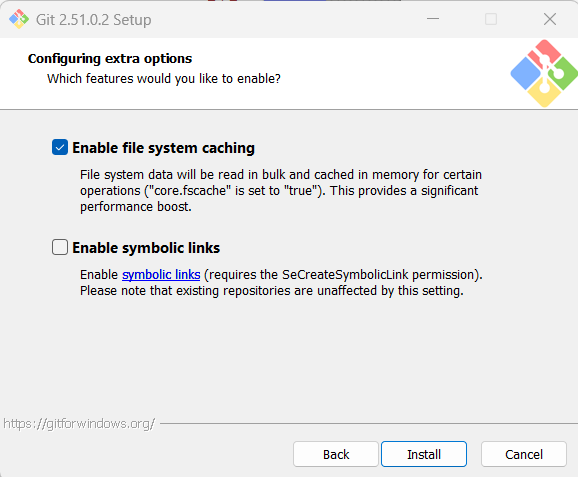 Git 2.51.0.2 Setup
Configuring extra options
Which features would you like to enable?
Enable file system caching
File system data will be read in bulk and cached in memory for certain
operations ("core.fscache" is set to "true"). This provides a significant
performance boost.
Enable symbolic links
Enable symbolic links (requires the SeCreateSymbolicLink permission).
Please note that existing repositories are unaffected by this setting.
https://gitforwindows.org/
Back
Install
Cancel